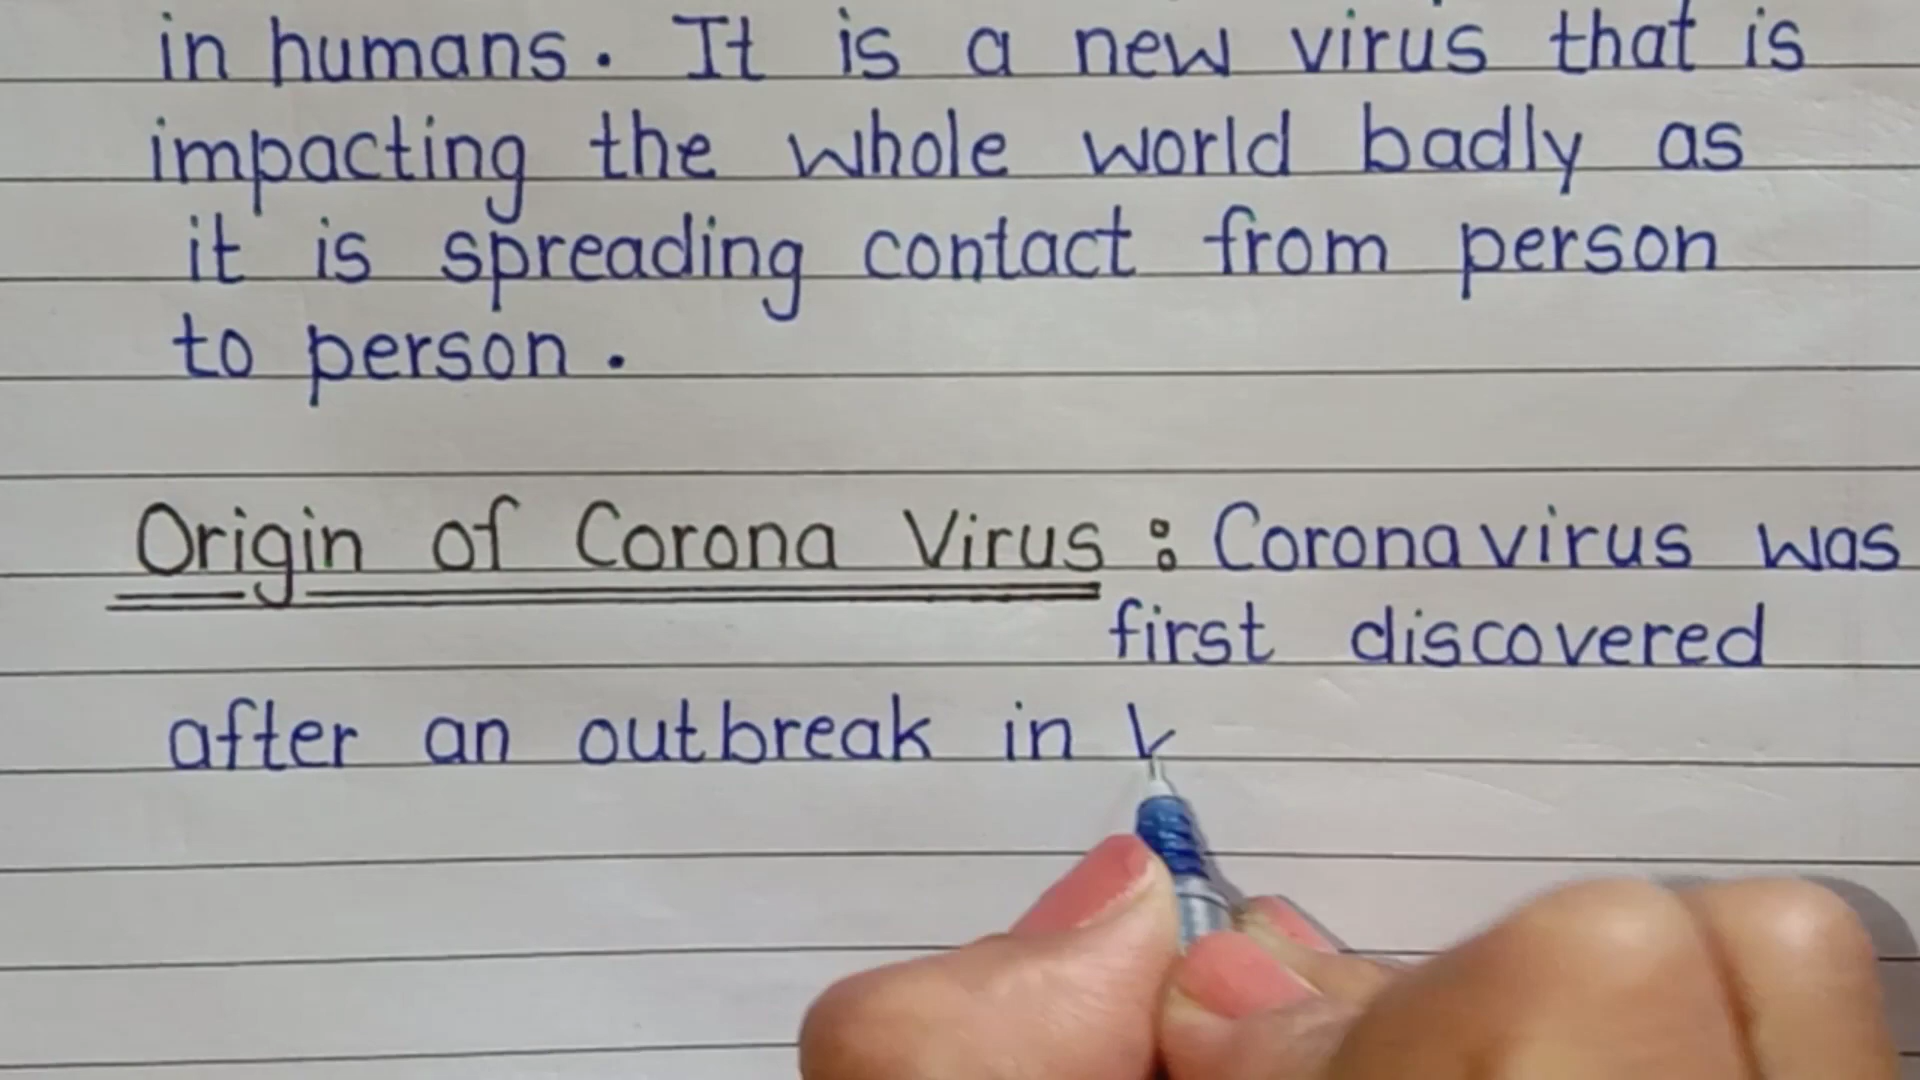 in humans. It is a new virus that is
impacting the whole world badly as
it is spreading contact from person
to person.
Origin of Corona Virus : Coronavirus was
first discovered
after an outbreak in